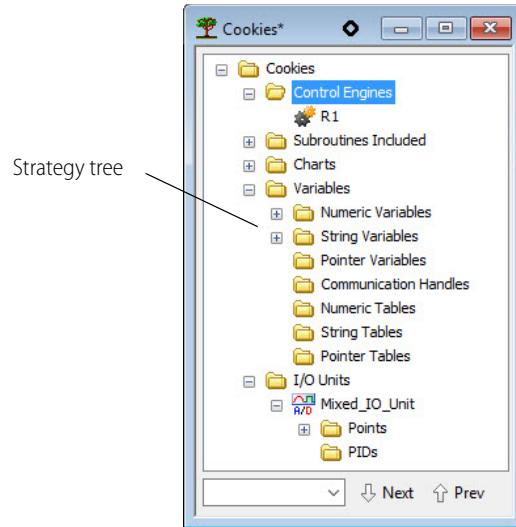 Cookies*
Cookies
Control Engines
R1
Subroutines Included
Charts
Strategy tree
Variables
Numeric Variables
String Variables
Pointer Variables
Communication Handles
Numeric Tables
String Tables
Pointer Tables
I/O Units
A/D Mixed_IO_Unit
Points
PIDs
Next Prev